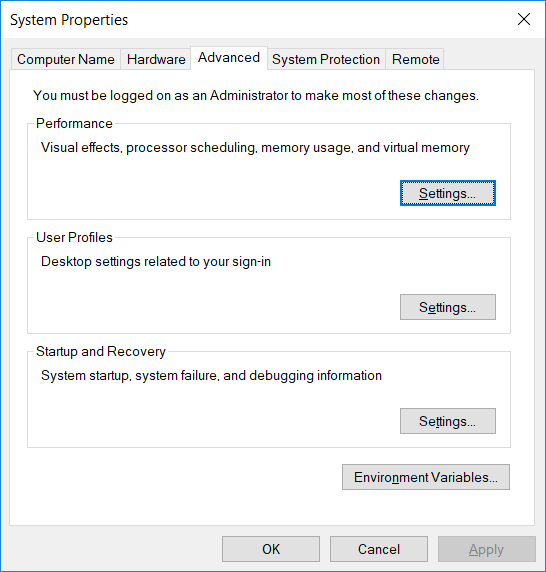 System Properties
Computer Name Hardware Advanced System Protection Remote
You must be logged on as an Administrator to make most of these changes.
Performance
Visual effects, processor scheduling, memory usage, and virtual memory
Settings...
User Profiles
Desktop settings related to your sign-in
Settings...
Startup and Recovery
System startup, system failure, and debugging information
Settings...
Environment Variables...
OK Cancel Apply